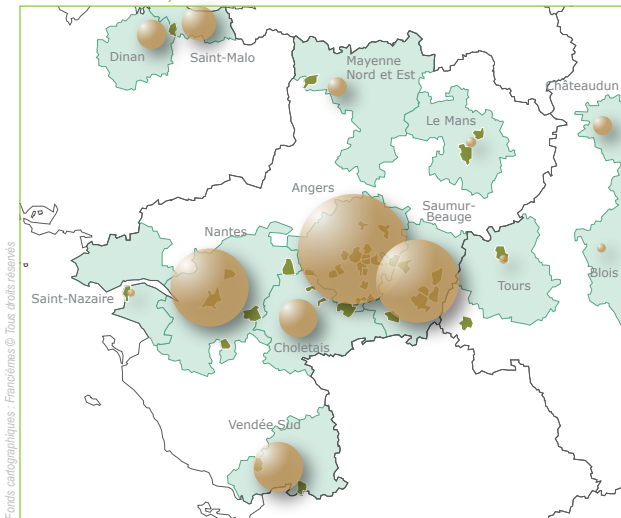 Dinan
Saint-Malo
Mayenne
Nord et Est
Châteaudun
Le Mans
Angers
Saumur-
Beauge
Nantes
Saint-Nazaire
Tours
Blois
Choletais
Vendée Sud
Fonds cartographiques : Francièmes © Tous droits réservés